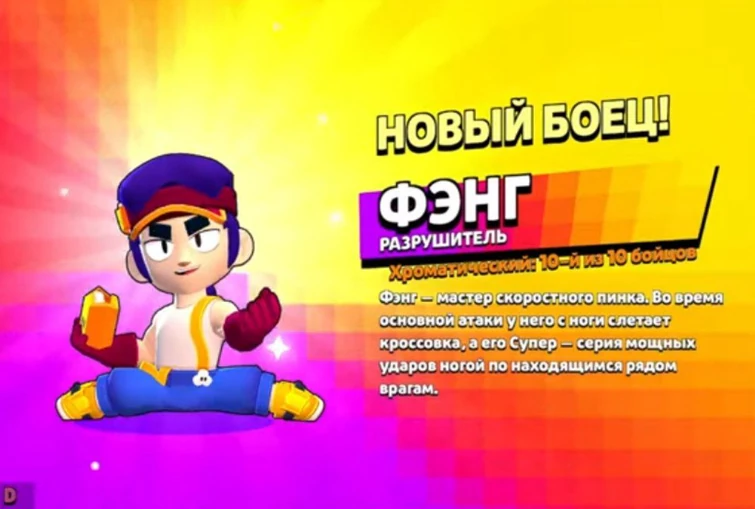 НОВЫЙ БОЕЦ!
ФЭНГ
РАЗРУШИТЕЛЬ
Хроматический: 10-й из 10 бойцов
Фэнг — мастер скоростного пинка. Во время
основной атаки у него с ноги слетает
кроссовка, а его Супер — серия мощных
ударов ногой по находящимся рядом
врагам.
D